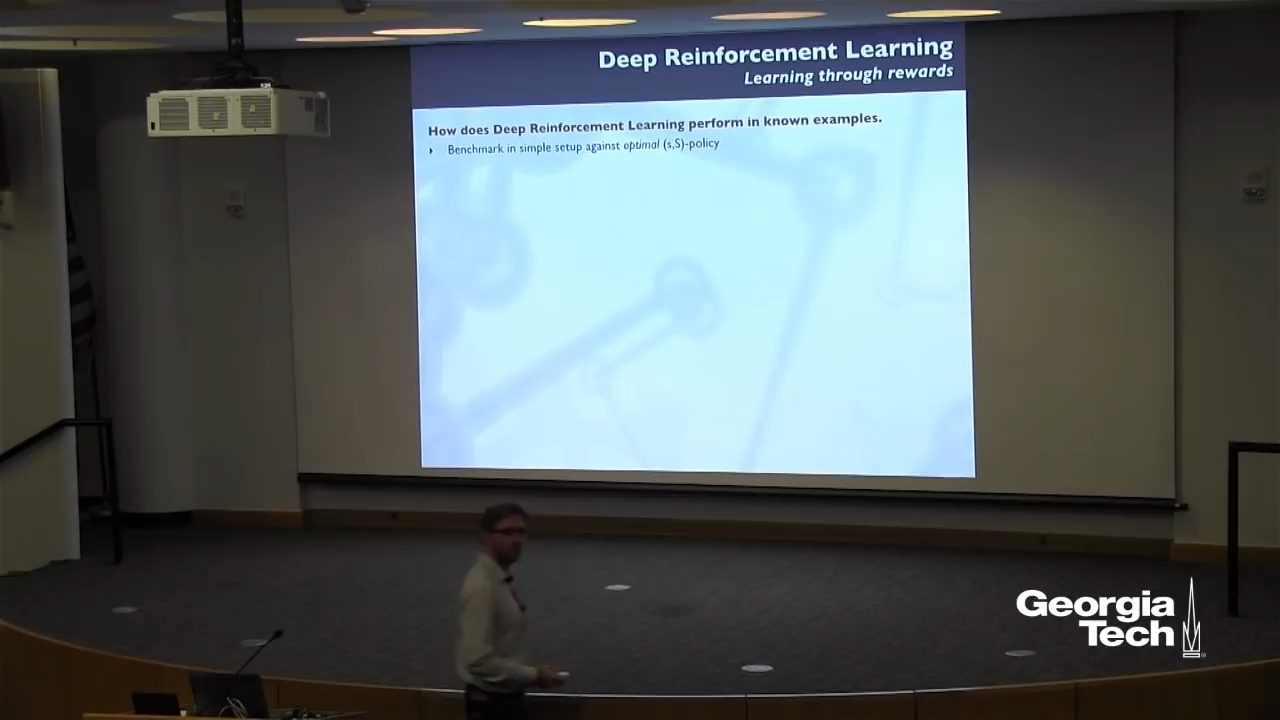 Deep Reinforcement Learning
Learning through rewards
How does Deep Reinforcement Learning perform in known examples.
Benchmark in simple setup against optimal (s,S)-policy
Georgia
Tech